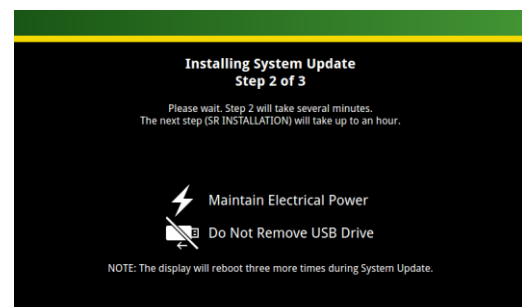 Installing System Update
Step 2 of 3
Please wait. Step 2 will take several minutes.
The next step (SR INSTALLATION) will take up to an hour.
Maintain Electrical Power
Do Not Remove USB Drive
NOTE: The display will reboot three more times during System Update.